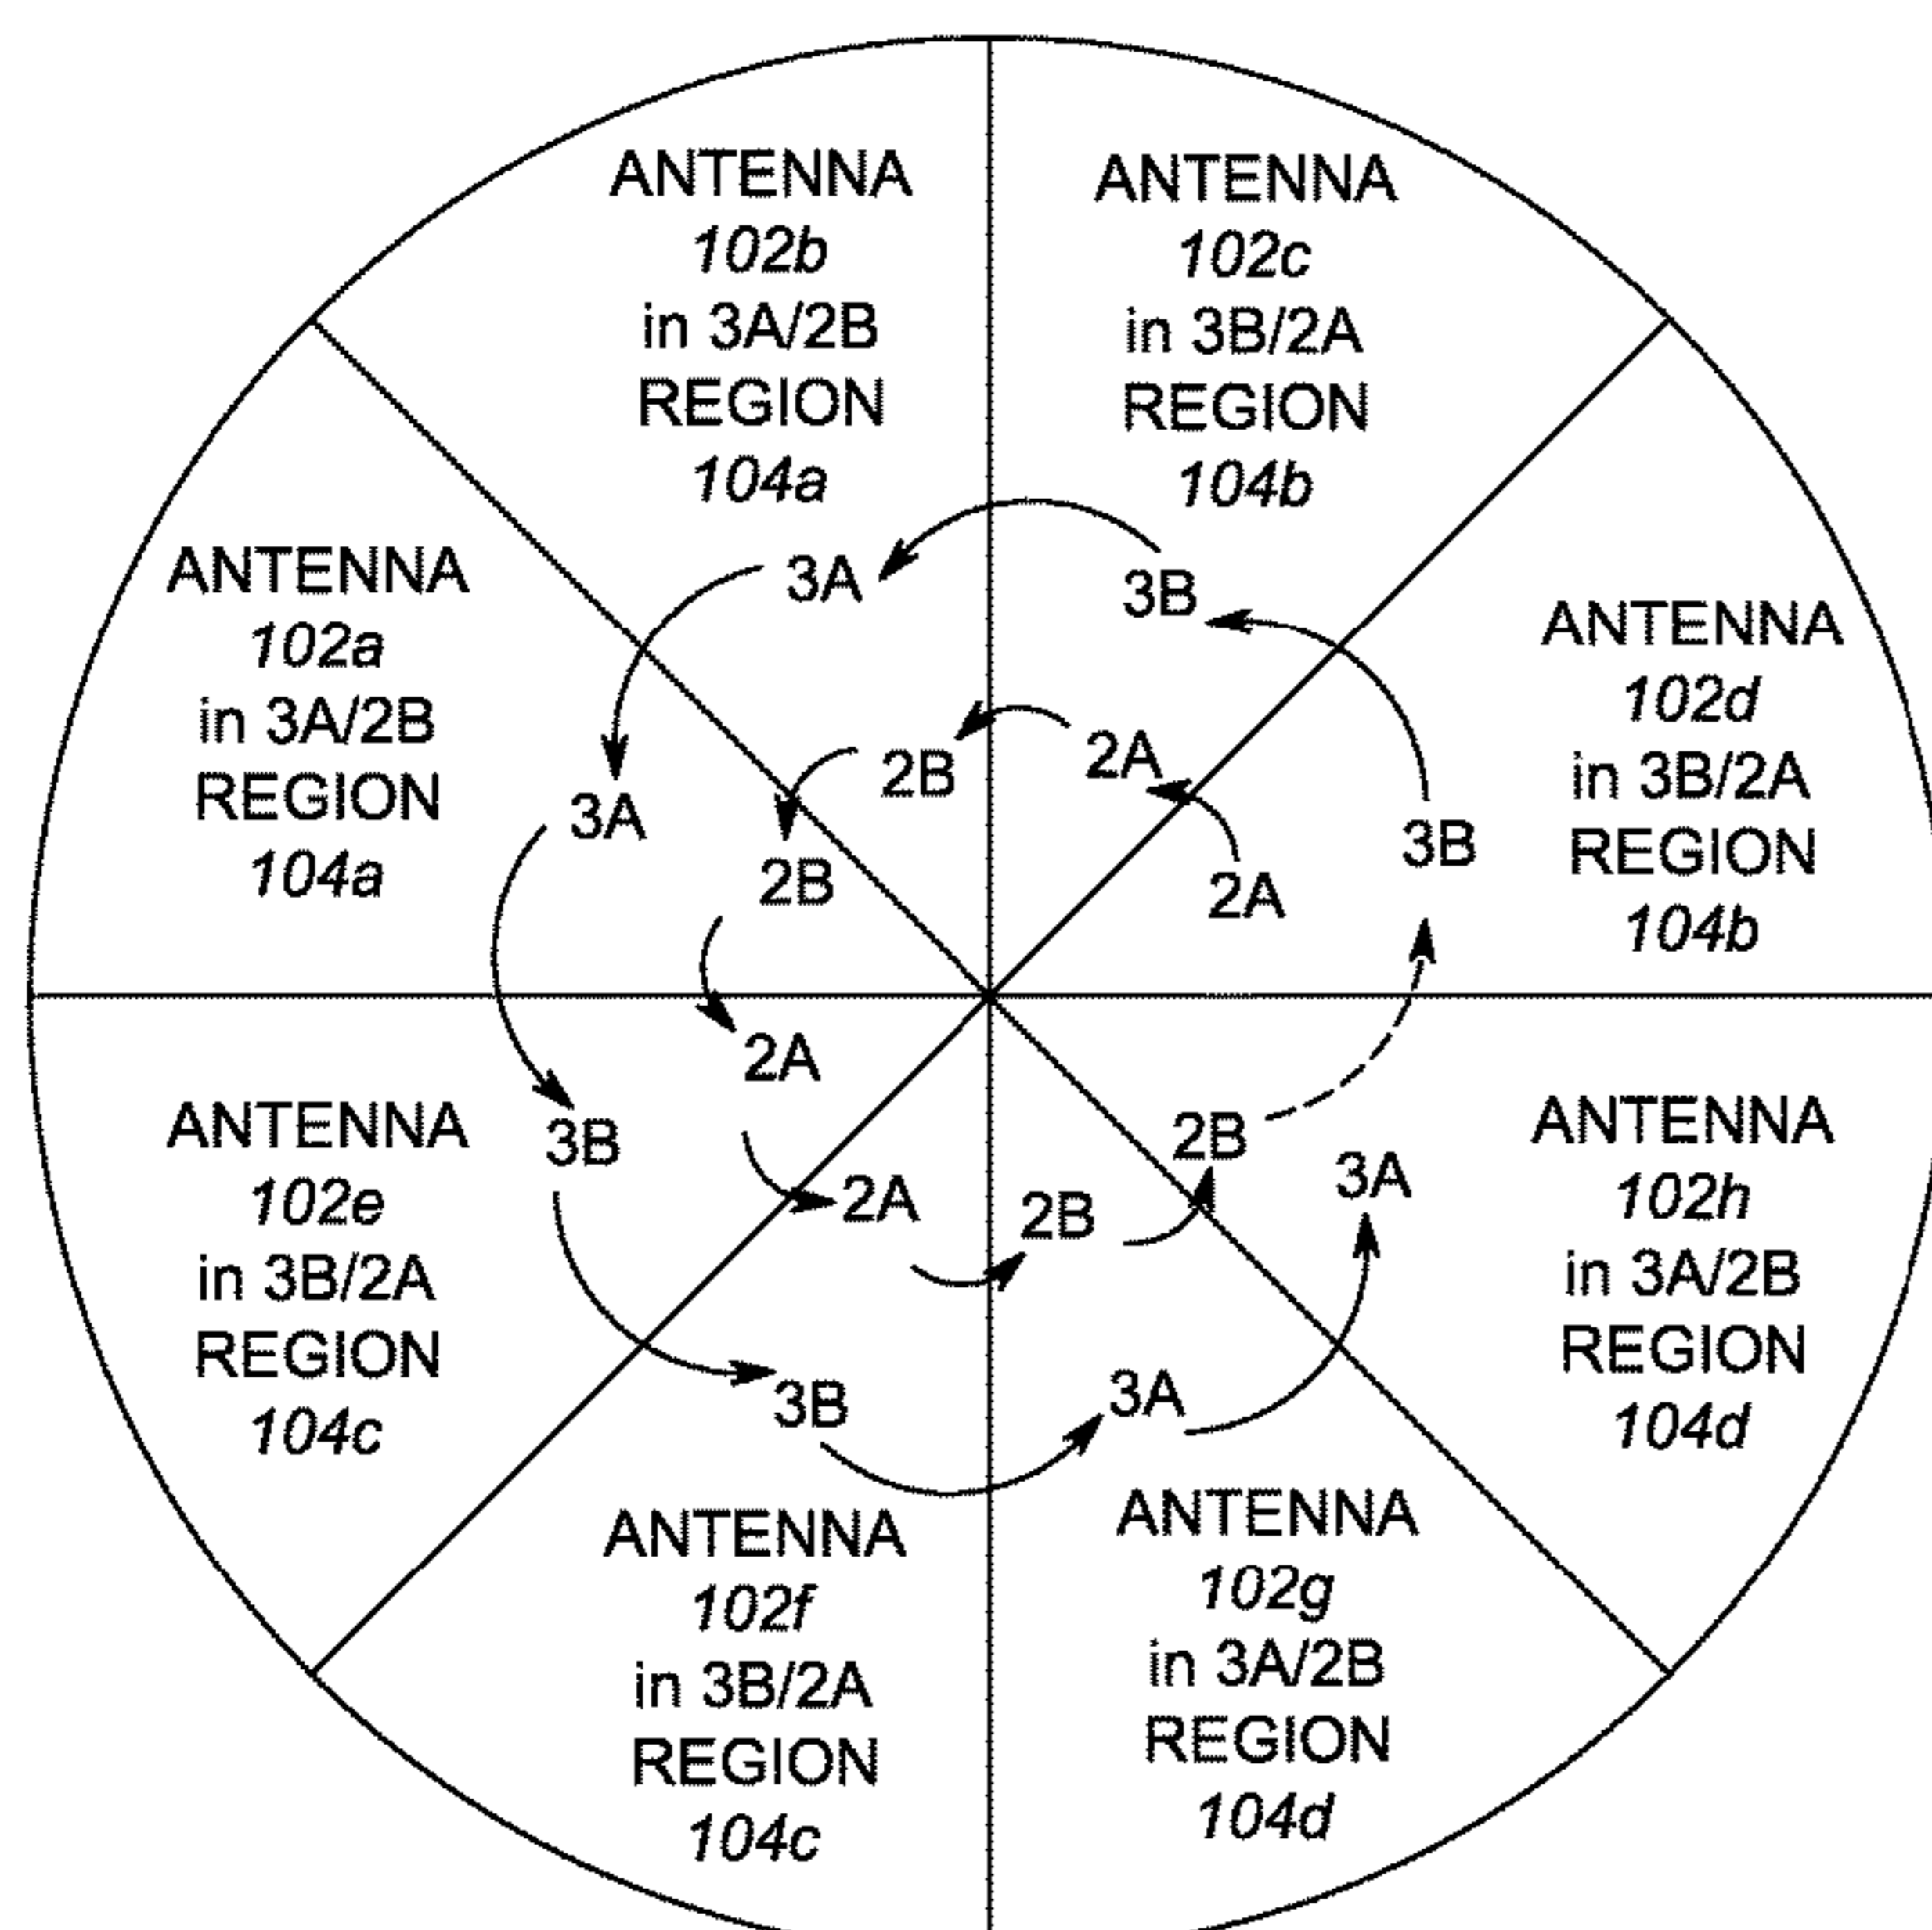 ANTENNA
102b
in 3A/2B
REGION
104a
ANTENNA
102c
in 3B/2A
REGION
104b
ANTENNA
102a
in 3A/2B
REGION
104a
ANTENNA
102d
in 3B/2A
REGION
104b
3A
3B
3A
3B
2B
2A
2B
2A
2A
2B
3B
3A
2A
2B
3B
3A
ANTENNA
102e
in 3B/2A
REGION
104c
ANTENNA
102h
in 3A/2B
REGION
104d
ANTENNA
102f
in 3B/2A
REGION
104c
ANTENNA
102g
in 3A/2B
REGION
104d